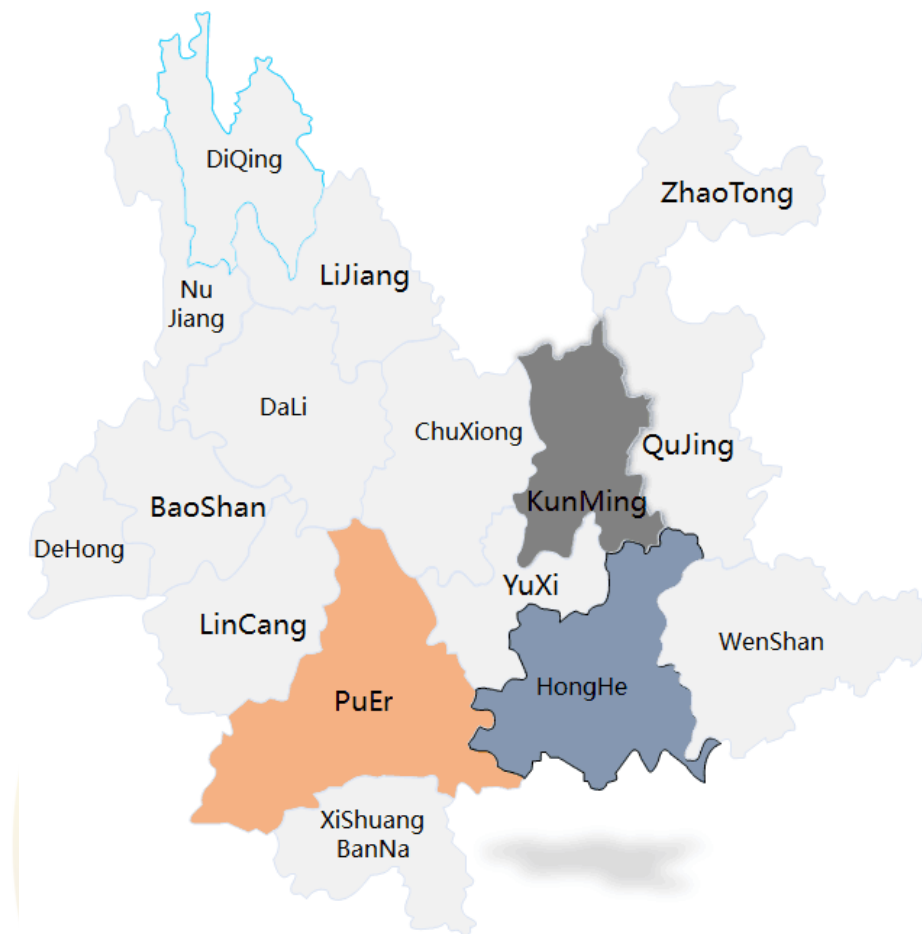 DiQing
ZhaoTong
LiJiang
Nu
Jiang
DaLi
ChuXiong
QuJing
BaoShan
KunMing
DeHong
YuXi
LinCang
WenShan
HongHe
PuEr
XiShuang
BanNa